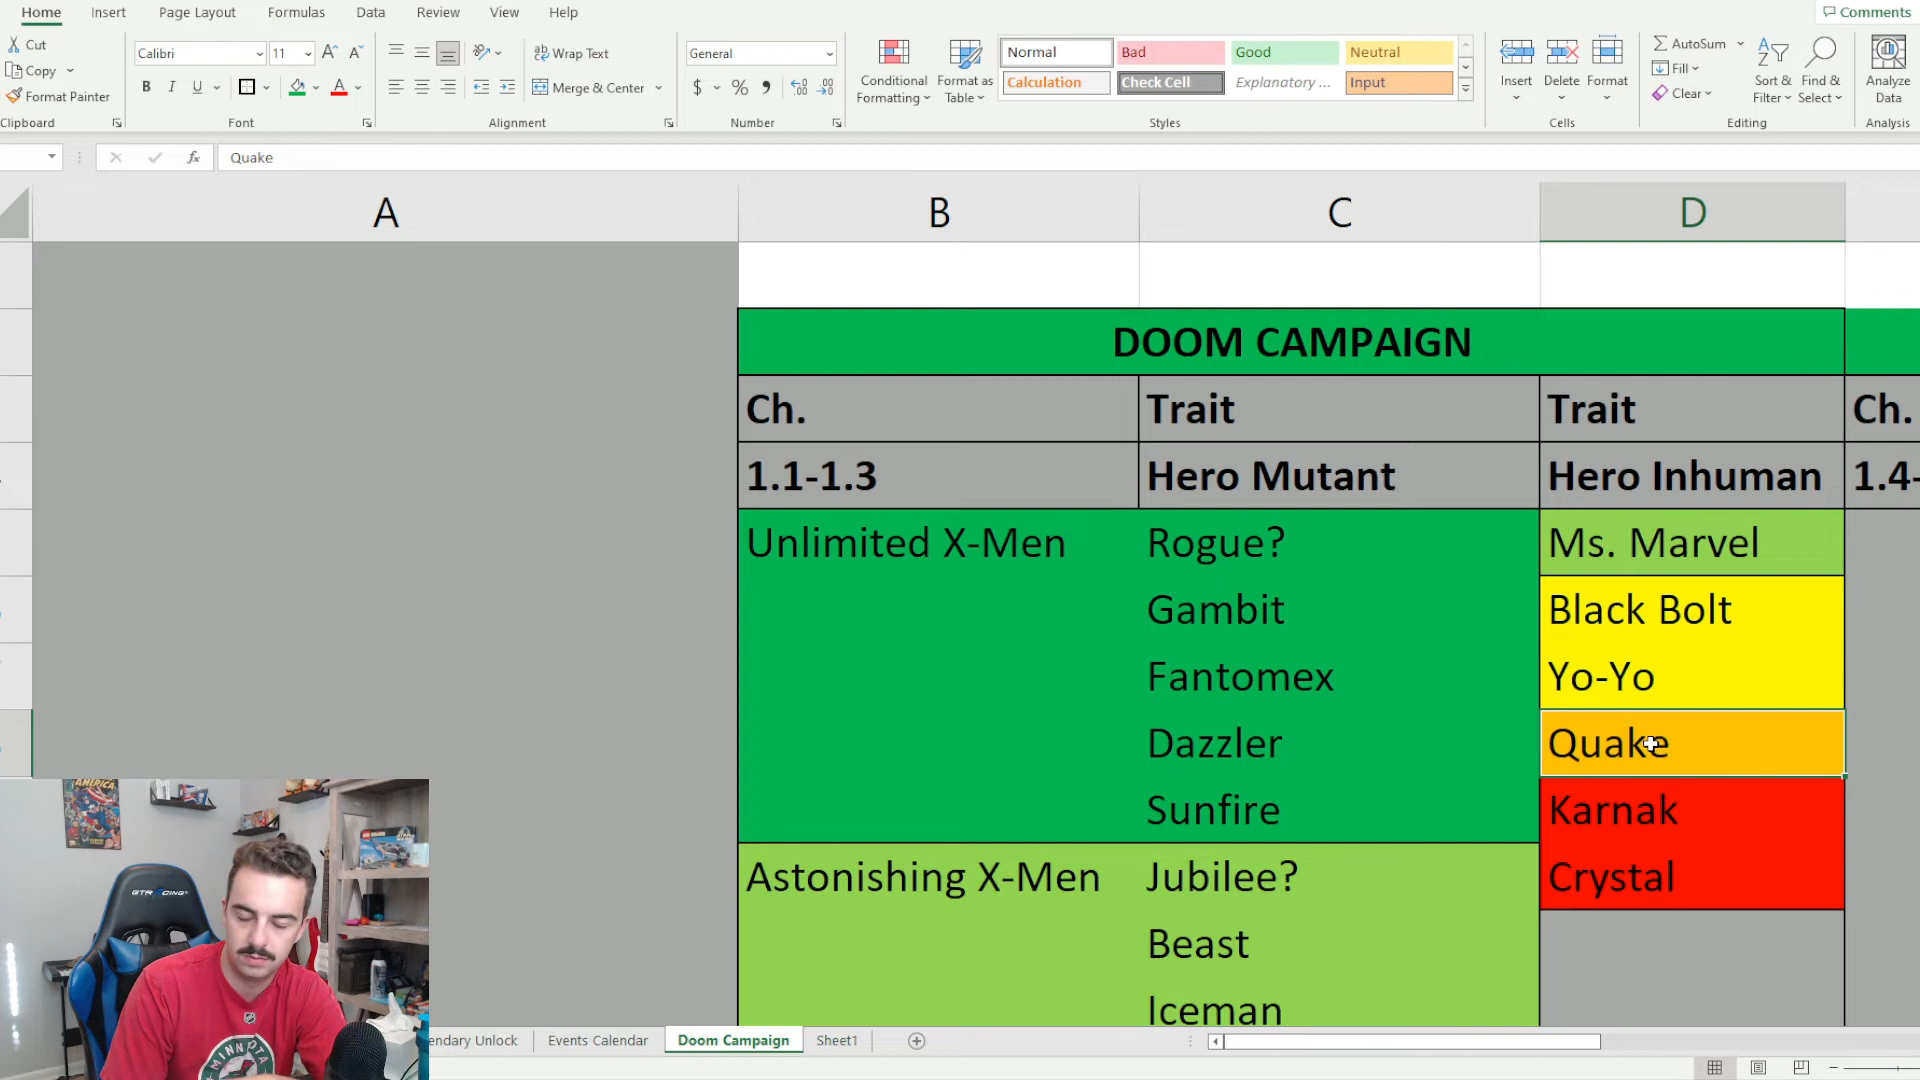 Home Insert Page Layout Formulas Data Review View Help Comments
Cut
Copy
Format Painter
Clipboard
Calibri 11
B I U
Font
Wrap Text
Merge & Center
Alignment
General
$ %
Number
Conditional Formatting
Format as Table
Normal Bad Good Neutral
Calculation Check Cell Explanatory ... Input
Styles
Insert Delete Format
Cells
AutoSum
Fill
Clear
Sort & Filter
Find & Select
Editing
Analyze Data
Analysis
fx Quake
A B C D
DOOM CAMPAIGN
Ch. Trait Trait Ch.
1.1-1.3 Hero Mutant Hero Inhuman 1.4-
Unlimited X-Men Rogue? Ms. Marvel
Gambit Black Bolt
Fantomex Yo-Yo
Dazzler Quake
Sunfire Karnak
Astonishing X-Men Jubilee? Crystal
Beast
Iceman
GTRACING
AMERICA
MINNOTA
endary Unlock Events Calendar Doom Campaign Sheet1